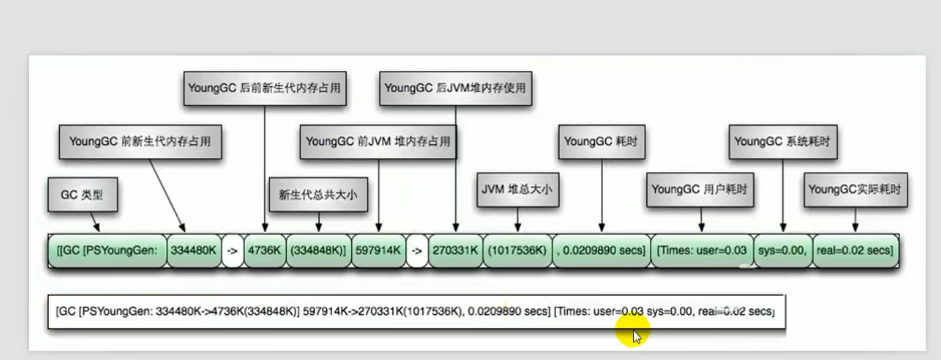 YoungGC 后前新生代内存占用
YoungGC 后JVM堆内存使用
YoungGC 前新生代内存占用
YoungGC 前JVM 堆内存占用
YoungGC 耗时
YoungGC 系统耗时
GC 类型
新生代总共大小
JVM 堆总大小
YoungGC 用户耗时
YoungGC实际耗时
[[GC [PSYoungGen: 334480K -> 4736K (334848K)] 597914K -> 270331K (1017536K) , 0.0209890 secs] [Times: user=0.03 sys=0.00, real=0.02 secs]
[GC [PSYoungGen: 334480K->4736K(334848K)] 597914K->270331K(1017536K), 0.0209890 secs] [Times: user=0.03 sys=0.00, real=0.02 secs]